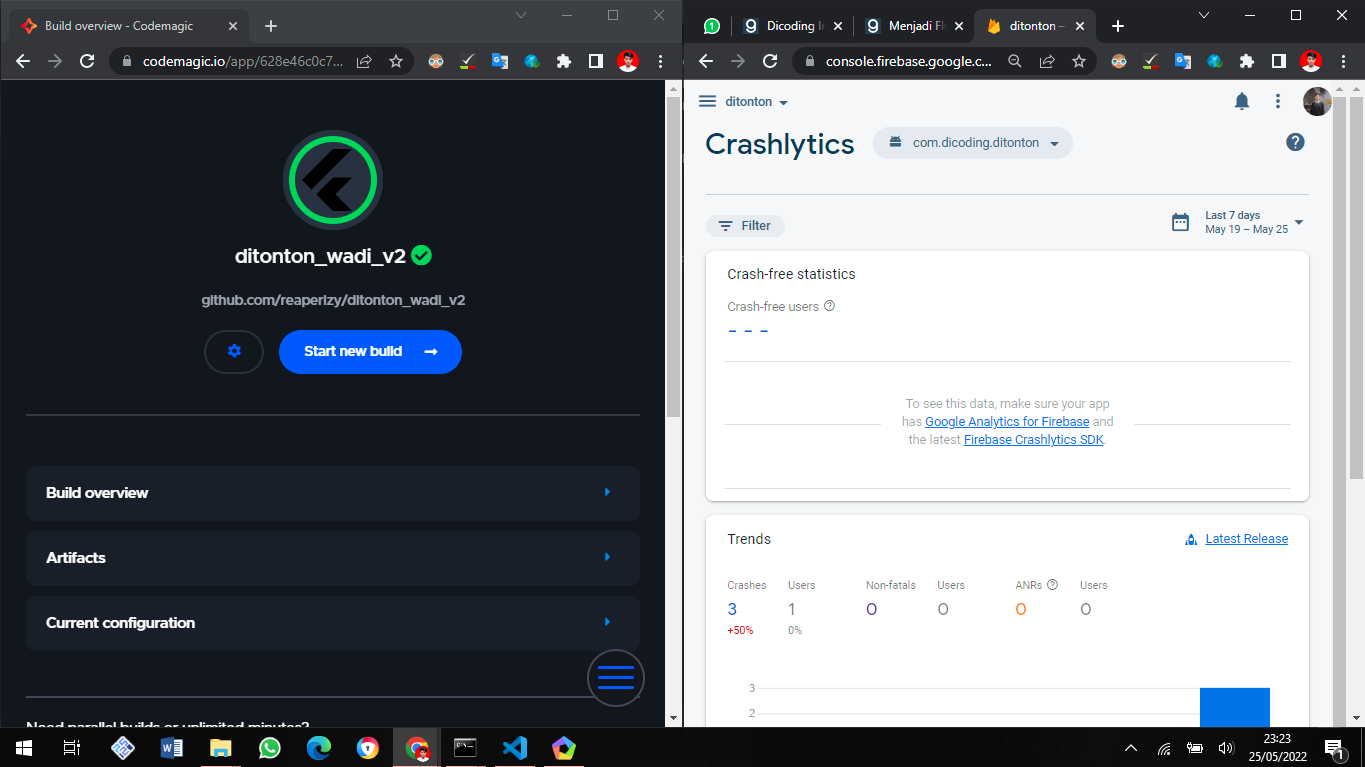 Build overview - Codemagic
codemagic.io/app/628e46c0c7...
ditonton_wadi_v2
github.com/reaperizy/ditonton_wadi_v2
Start new build
Build overview
Artifacts
Current configuration
Need parallel builds or unlimited minutes?
1
Dicoding In
Menjadi Fl
ditonton –
console.firebase.google.c...
ditonton
Crashlytics
com.dicoding.ditonton
Filter
Last 7 days
May 19 – May 25
Crash-free statistics
Crash-free users
To see this data, make sure your app
has Google Analytics for Firebase and
the latest Firebase Crashlytics SDK.
Trends
Latest Release
Crashes Users Non-fatals Users ANRs Users
3 1 0 0 0 0
+50% 0%
3
2
23:23
25/05/2022
1